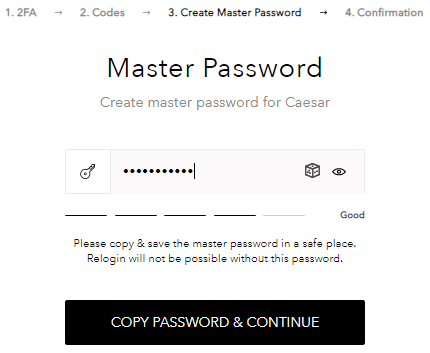 1. 2FA → 2. Codes → 3. Create Master Password → 4. Confirmation
Master Password
Create master password for Caesar
•••••••••••
Good
Please copy & save the master password in a safe place.
Relogin will not be possible without this password.
COPY PASSWORD & CONTINUE